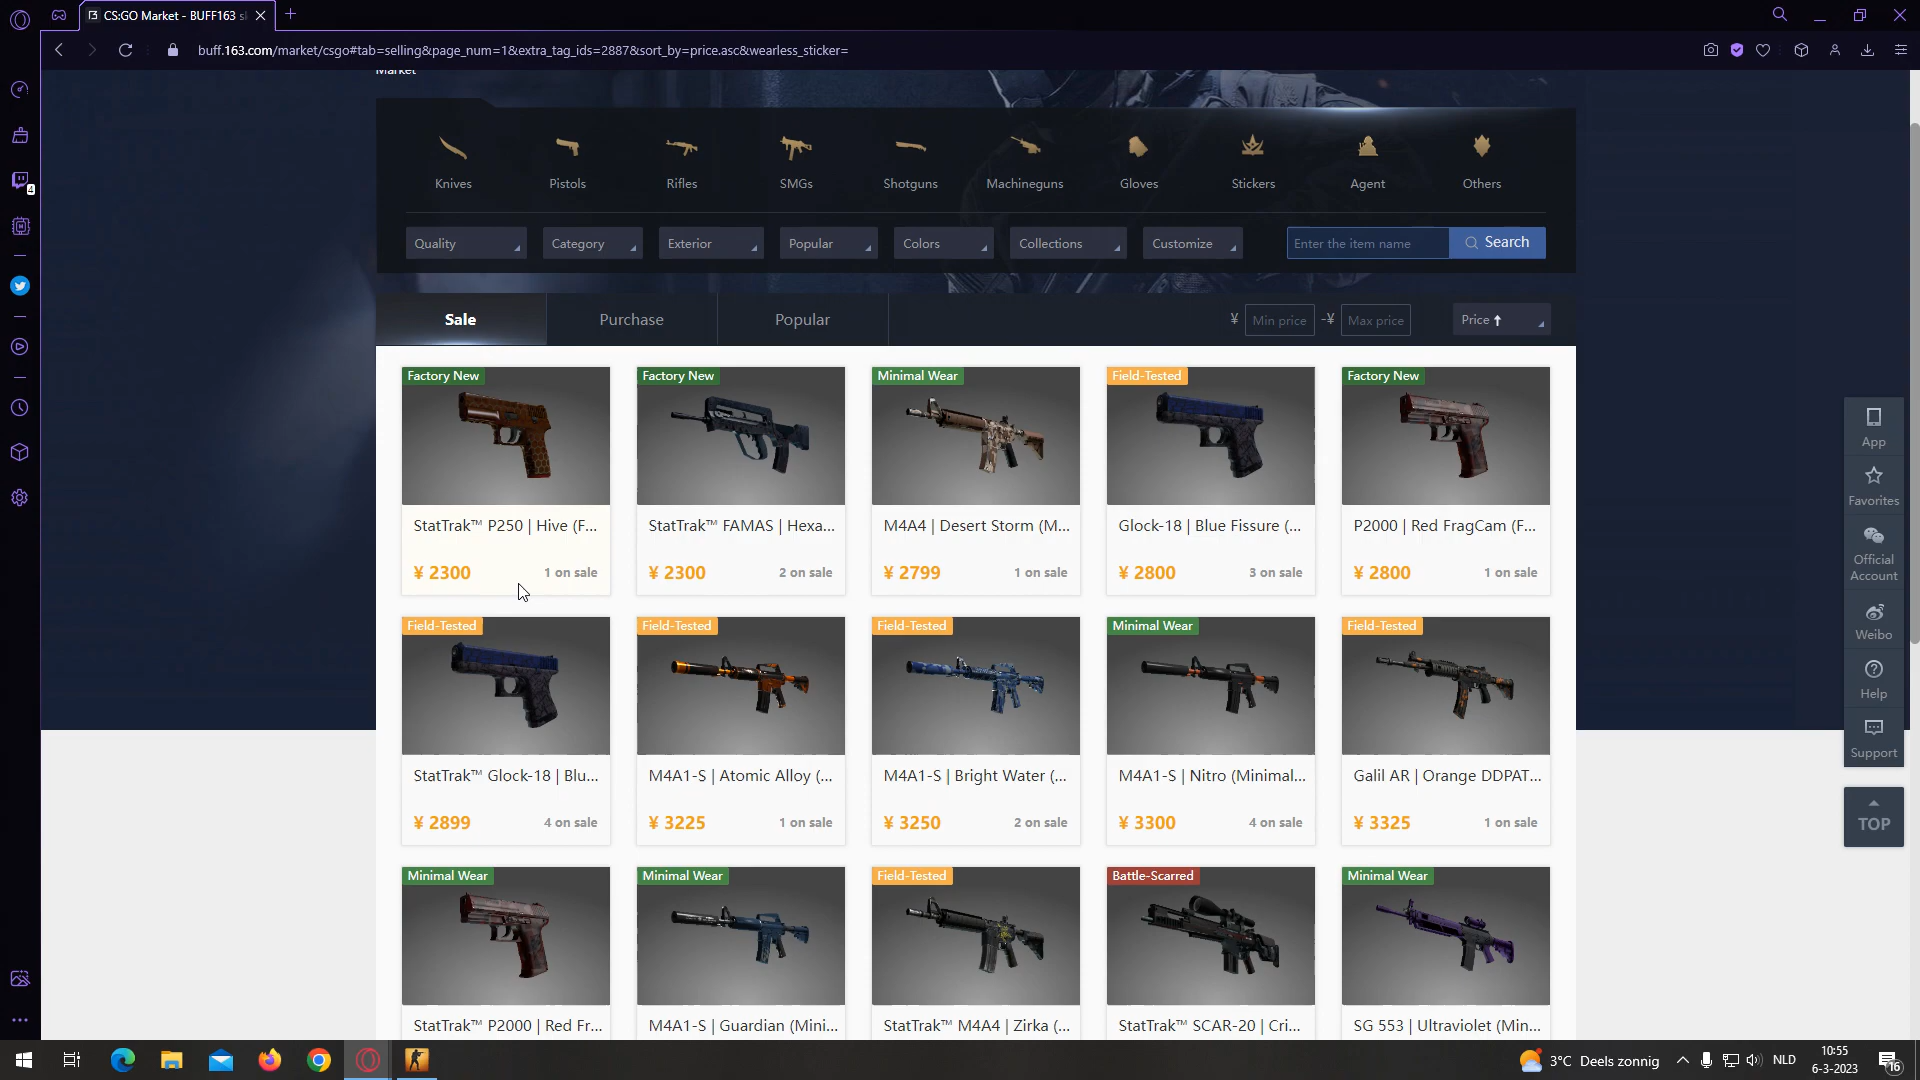 CS:GO Market - BUFF163 s
buff.163.com/market/csgo#tab=selling&page_num=1&extra_tag_ids=2887&sort_by=price.asc&wearless_sticker=
4
Market
Knives
Pistols
Rifles
SMGs
Shotguns
Machineguns
Gloves
Stickers
Agent
Others
Quality
Category
Exterior
Popular
Colors
Collections
Customize
Enter the item name
Search
Sale
Purchase
Popular
¥ Min price -¥ Max price
Price
Factory New
StatTrak™ P250 | Hive (F...
¥ 2300
1 on sale
Factory New
StatTrak™ FAMAS | Hexa...
¥ 2300
2 on sale
Minimal Wear
M4A4 | Desert Storm (M...
¥ 2799
1 on sale
Field-Tested
Glock-18 | Blue Fissure (...
¥ 2800
3 on sale
Factory New
P2000 | Red FragCam (F...
¥ 2800
1 on sale
Field-Tested
StatTrak™ Glock-18 | Blu...
¥ 2899
4 on sale
Field-Tested
M4A1-S | Atomic Alloy (...
¥ 3225
1 on sale
Field-Tested
M4A1-S | Bright Water (...
¥ 3250
2 on sale
Minimal Wear
M4A1-S | Nitro (Minimal...
¥ 3300
4 on sale
Field-Tested
Galil AR | Orange DDPAT...
¥ 3325
1 on sale
Minimal Wear
StatTrak™ P2000 | Red Fr...
Minimal Wear
M4A1-S | Guardian (Mini...
Field-Tested
StatTrak™ M4A4 | Zirka (...
Battle-Scarred
StatTrak™ SCAR-20 | Cri...
Minimal Wear
SG 553 | Ultraviolet (Min...
App
Favorites
Official
Account
Weibo
Help
Support
TOP
3°C Deels zonnig
NLD
10:55
6-3-2023
16